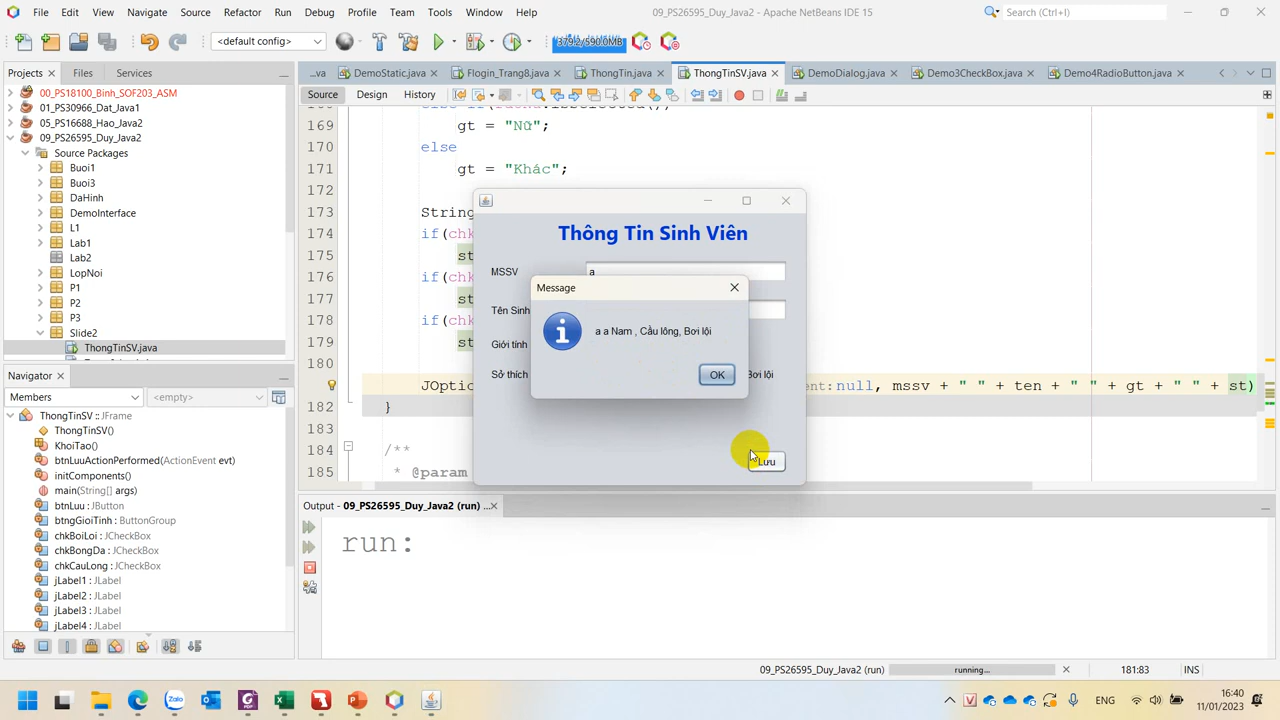 File Edit View Navigate Source Refactor Run Debug Profile Team Tools Window Help
09_PS26595_Duy_Java2 - Apache NetBeans IDE 15
Search (Ctrl+I)
<default config>
379.2/590.0MB
Projects Files Services
...va DemoStatic.java Flogin_Trang8.java ThongTin.java ThongTinSV.java DemoDialog.java Demo3CheckBox.java Demo4RadioButton.java
Source Design History
00_PS18100_Binh_SOF203_ASM
01_PS30966_Dat_Java1
05_PS16688_Hao_Java2
09_PS26595_Duy_Java2
Source Packages
Buoi1
Buoi3
DaHinh
DemoInterface
L1
Lab1
Lab2
LopNoi
P1
P2
P3
Slide2
ThongTinSV.java
Navigator
Members <empty>
ThongTinSV :: JFrame
ThongTinSV()
KhoiTao()
btnLuuActionPerformed(ActionEvent evt)
initComponents()
main(String[] args)
btnLuu : JButton
btngGioiTinh : ButtonGroup
chkBoiLoi : JCheckBox
chkBongDa : JCheckBox
chkCauLong : JCheckBox
jLabel1 : JLabel
jLabel2 : JLabel
jLabel3 : JLabel
jLabel4 : JLabel
169 gt = "Nữ";
170 else
171 gt = "Khác";
172
173 String
174 if(chk
175 st
176 if(chk
177 st
178 if(chk
179 st
180
JOptio ent:null, mssv + " " + ten + " " + gt + " " + st)
182 }
183
184 /**
185 * @param
Thông Tin Sinh Viên
MSSV a
Tên Sinh
Giới tính
Sở thích Bơi lội
Lưu
Message
a a Nam , Cầu lông, Bơi lội
OK
Output - 09_PS26595_Duy_Java2 (run) ...
run:
09_PS26595_Duy_Java2 (run) running... 181:83 INS
Zalo
ENG
16:40
11/01/2023